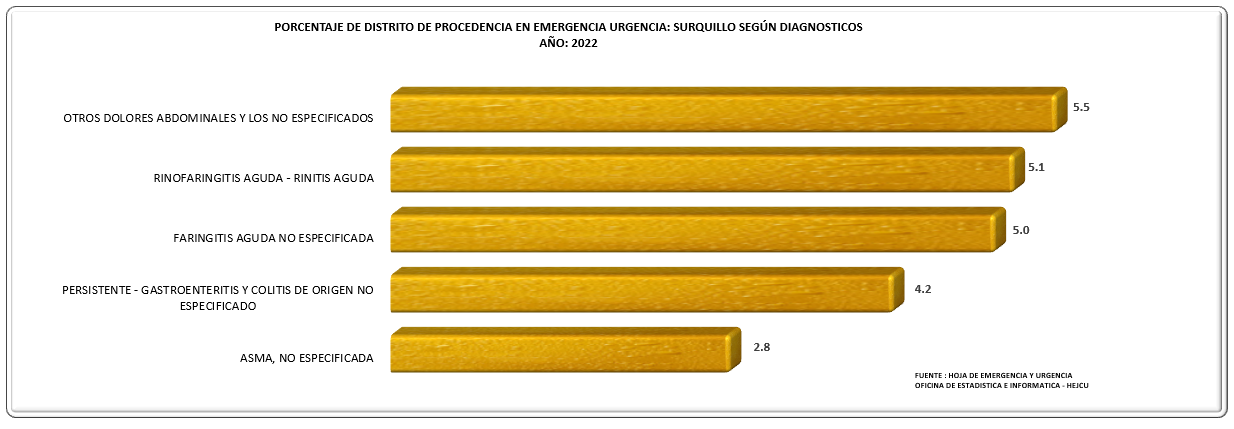 PORCENTAJE DE DISTRITO DE PROCEDENCIA EN EMERGENCIA URGENCIA: SURQUILLO SEGÚN DIAGNOSTICOS
AÑO: 2022
OTROS DOLORES ABDOMINALES Y LOS NO ESPECIFICADOS
5.5
RINOFARINGITIS AGUDA - RINITIS AGUDA
5.1
FARINGITIS AGUDA NO ESPECIFICADA
5.0
PERSISTENTE - GASTROENTERITIS Y COLITIS DE ORIGEN NO
ESPECIFICADO
4.2
ASMA, NO ESPECIFICADA
2.8
FUENTE : HOJA DE EMERGENCIA Y URGENCIA
OFICINA DE ESTADISTICA E INFORMATICA - HEJCU